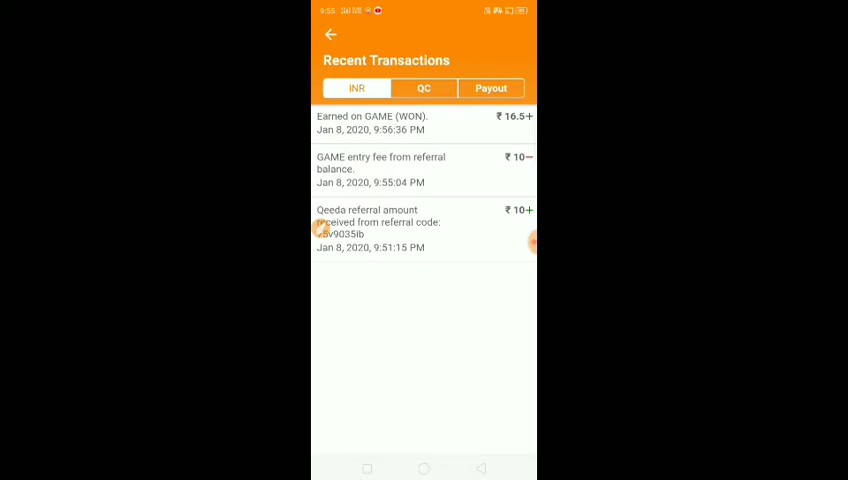 9:55
Recent Transactions
INR QC Payout
Earned on GAME (WON). ₹ 16.5+
Jan 8, 2020, 9:56:36 PM
GAME entry fee from referral ₹ 10−
balance.
Jan 8, 2020, 9:55:04 PM
Qeeda referral amount ₹ 10+
received from referral code:
Jan 8, 2020, 9:51:15 PM